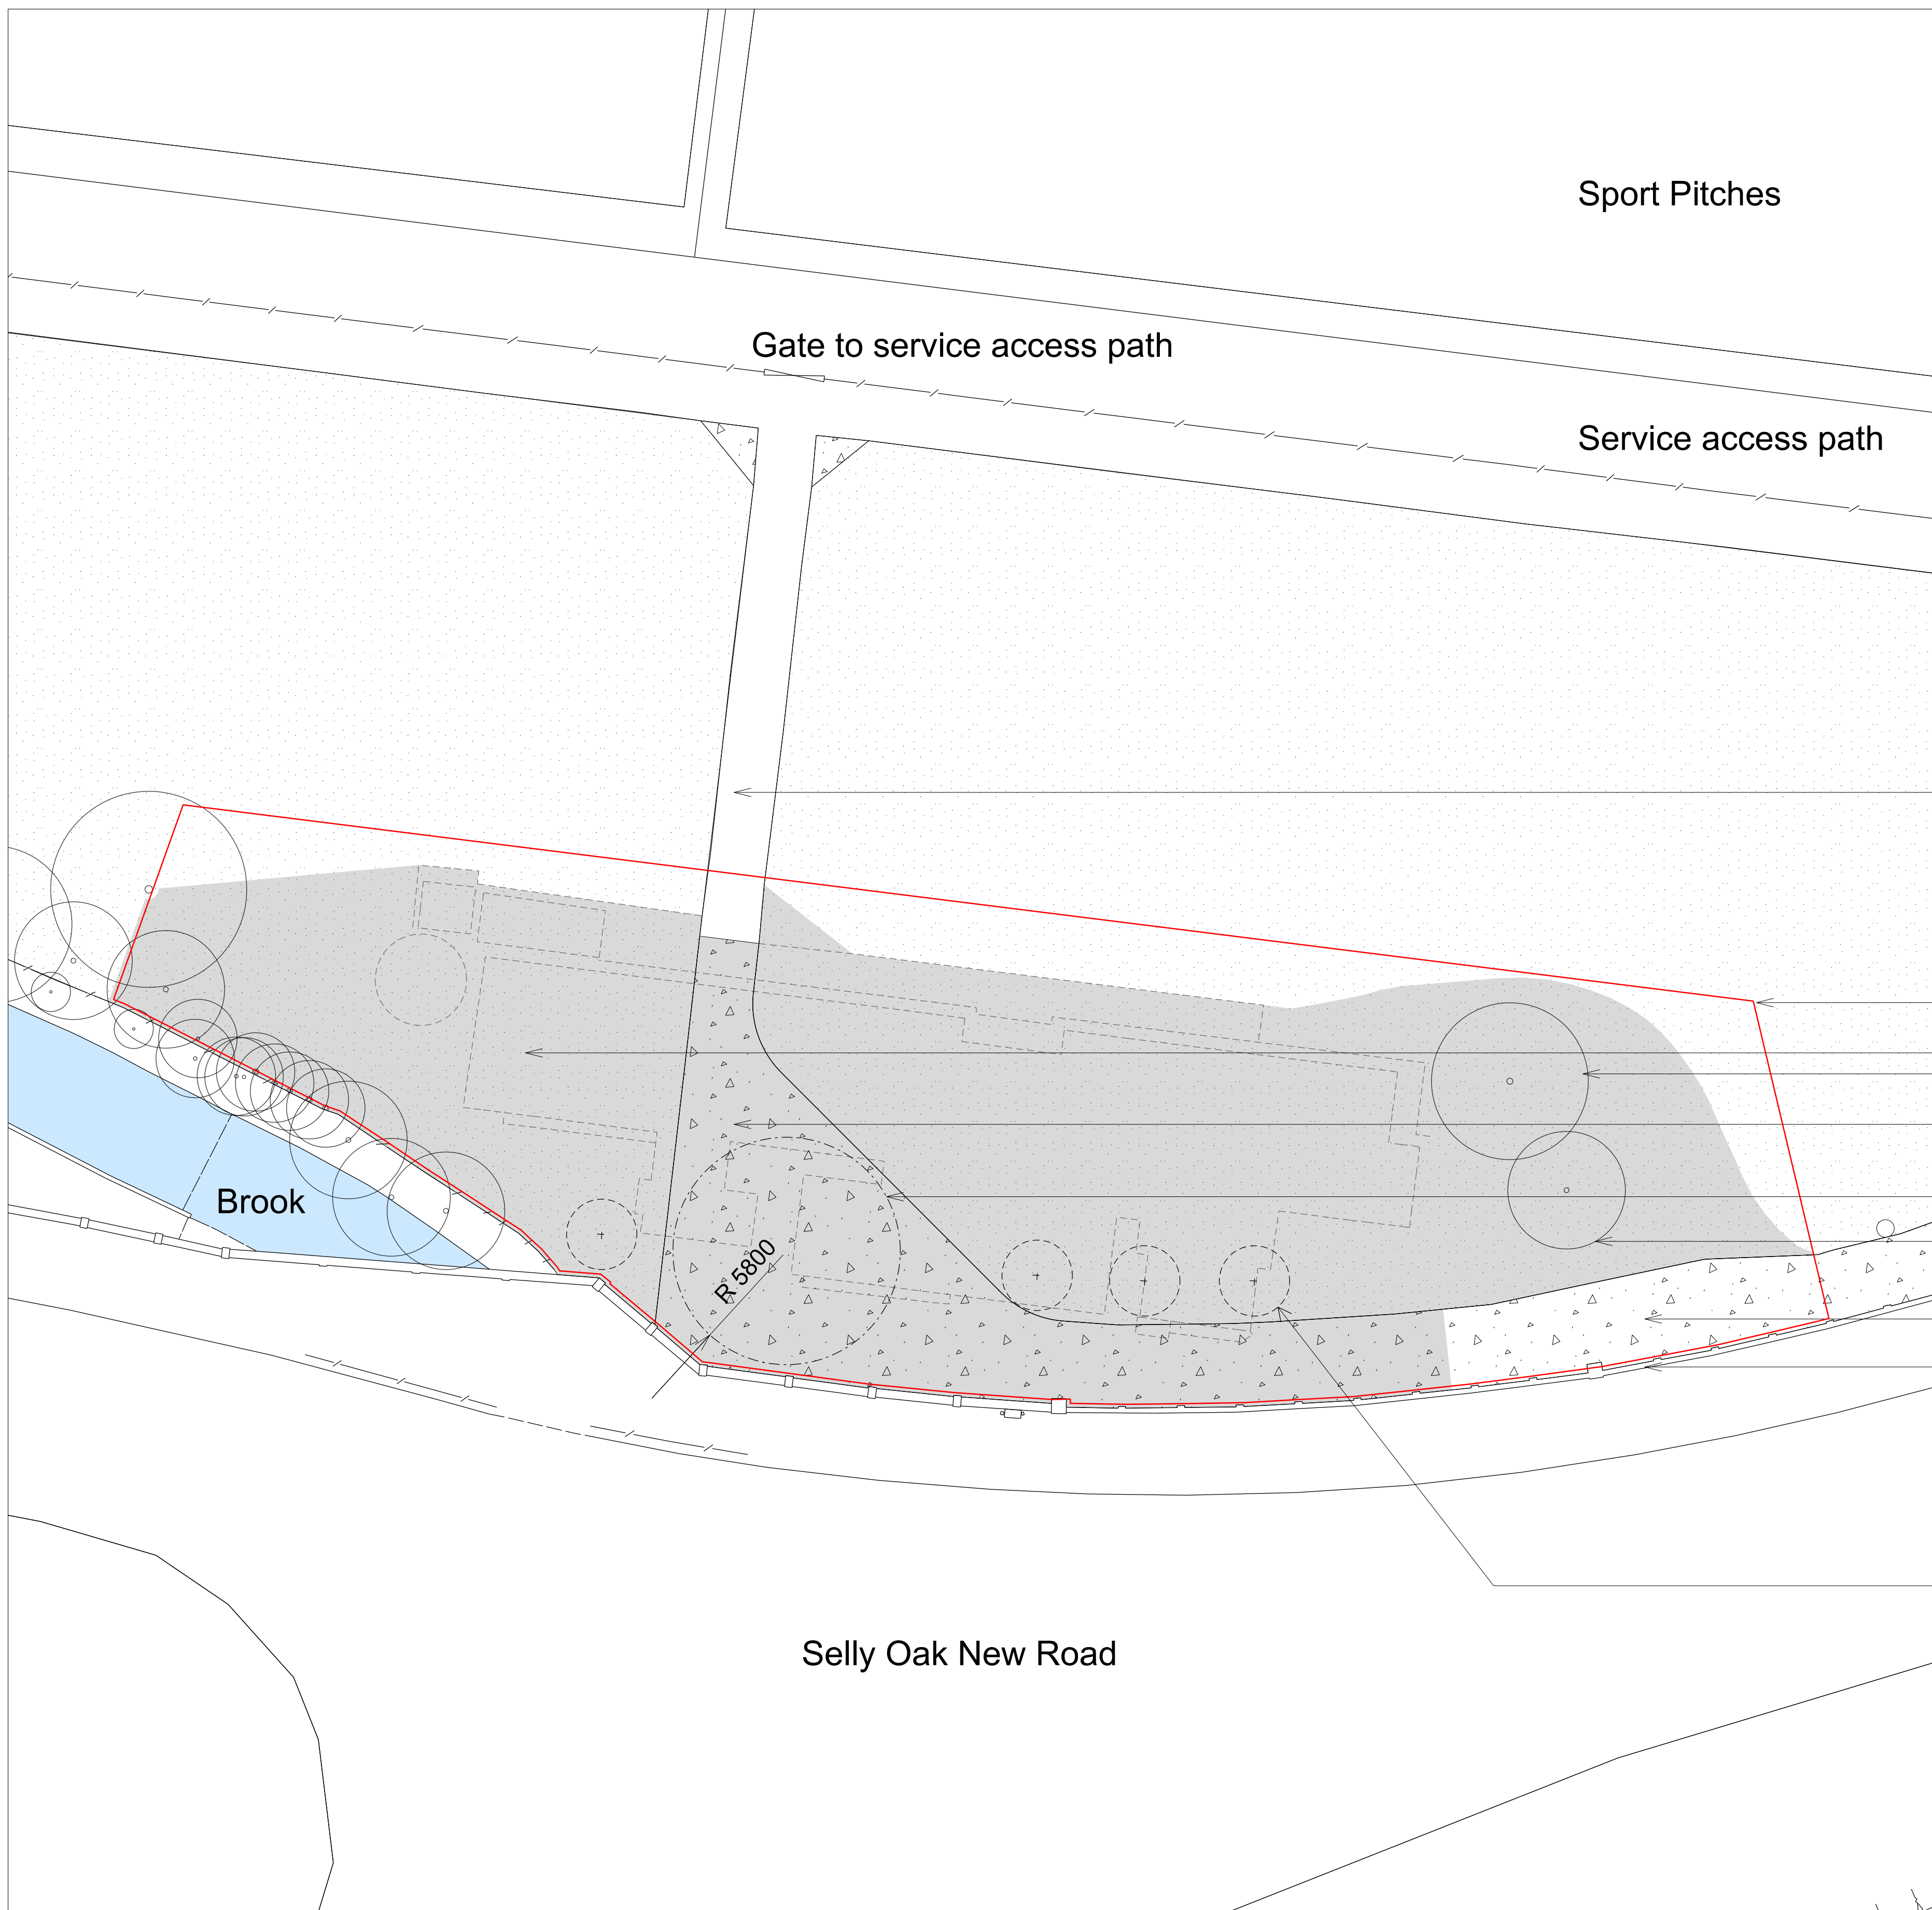 Sport Pitches
Gate to service access path
Service access path
Brook
R 5800
Selly Oak New Road